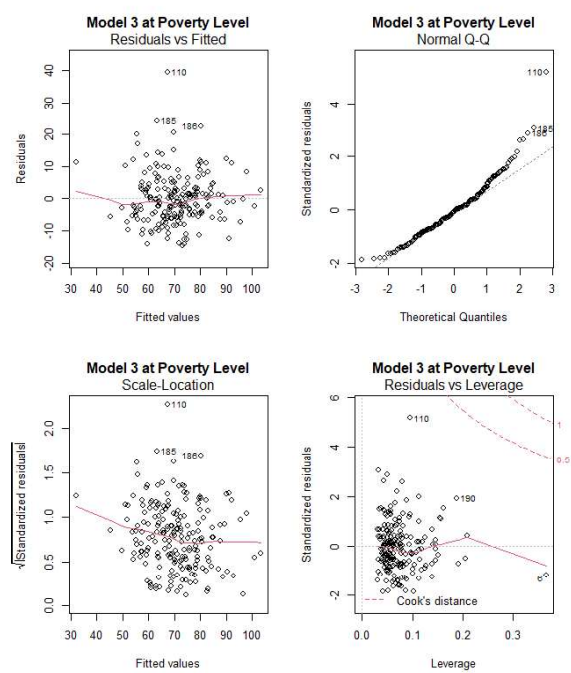 Model 3 at Poverty Level
Residuals vs Fitted
Residuals
40
30
20
10
0
-10
-20
110
185
186
30 40 50 60 70 80 90 100
Fitted values
Model 3 at Poverty Level
Normal Q-Q
Standardized residuals
4
2
0
-2
110
185
186
-3 -2 -1 0 1 2 3
Theoretical Quantiles
Model 3 at Poverty Level
Scale-Location
√|Standardized residuals|
2.0
1.5
1.0
0.5
0.0
110
185
186
30 40 50 60 70 80 90 100
Fitted values
Model 3 at Poverty Level
Residuals vs Leverage
Standardized residuals
6
4
2
0
-2
110
190
6
1
Cook's distance
0.0 0.1 0.2 0.3
Leverage